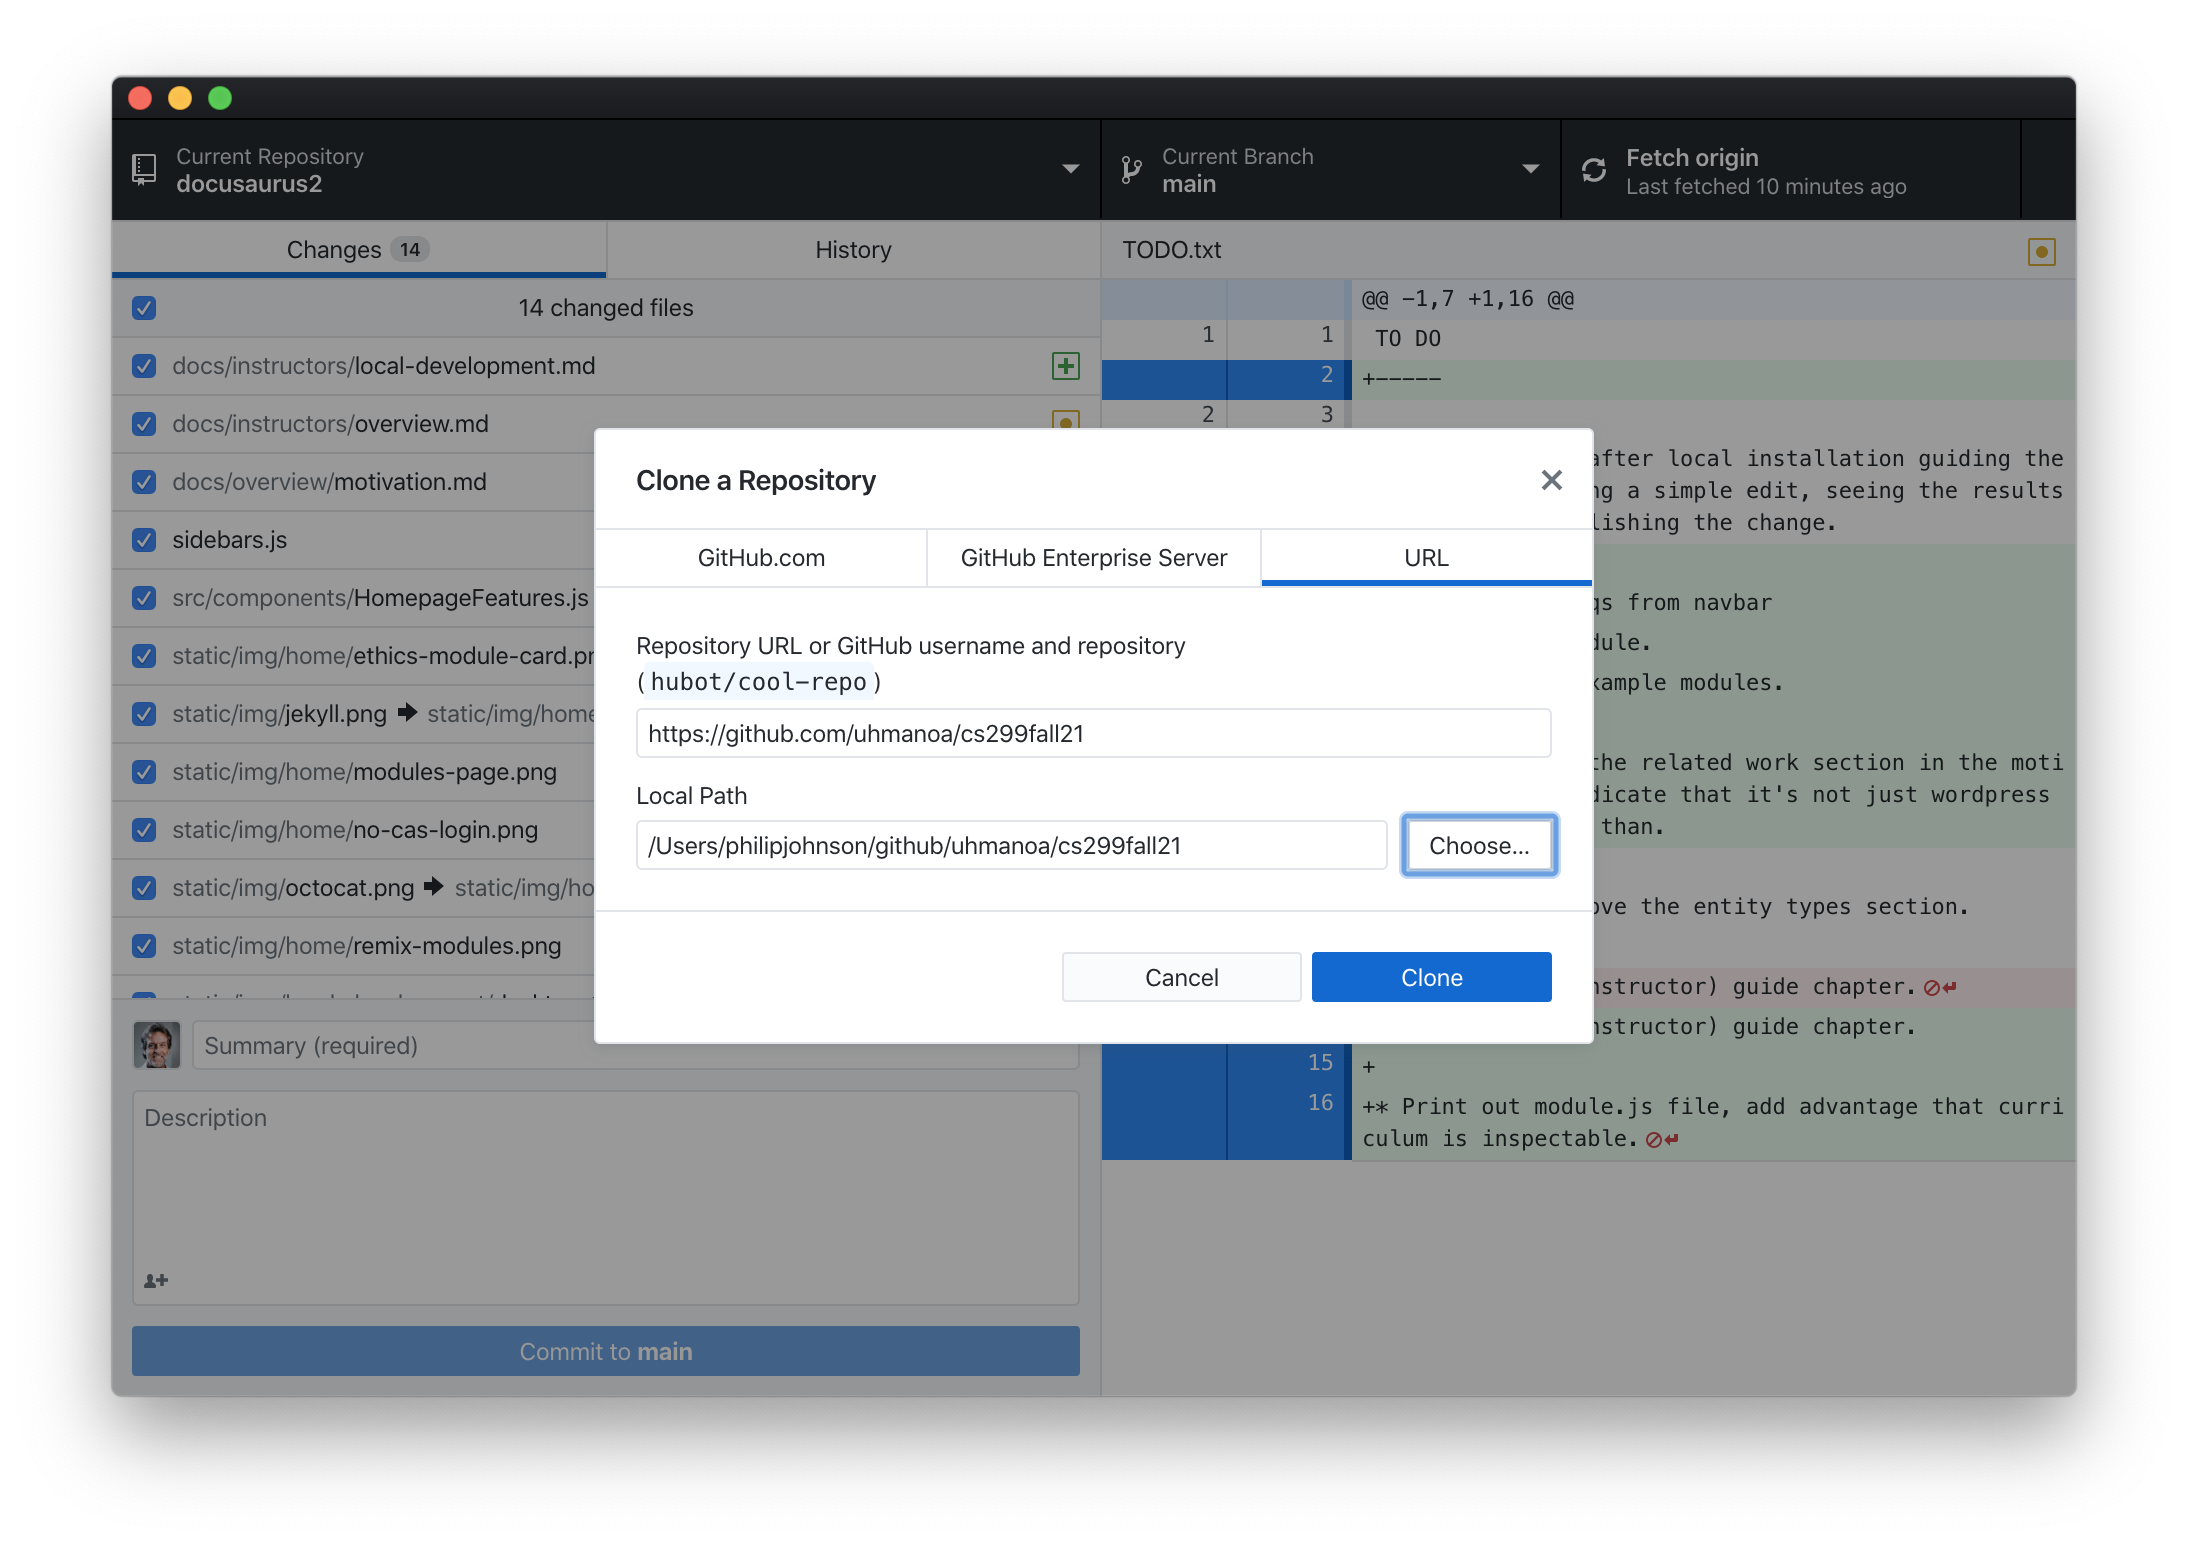 Current Repository
docusaurus2
Current Branch
main
Fetch origin
Last fetched 10 minutes ago
Changes 14
History
14 changed files
docs/instructors/local-development.md
docs/instructors/overview.md
docs/overview/motivation.md
sidebars.js
src/components/HomepageFeatures.js
static/img/home/ethics-module-card.pn
static/img/jekyll.png → static/img/home
static/img/home/modules-page.png
static/img/home/no-cas-login.png
static/img/octocat.png → static/img/ho
static/img/home/remix-modules.png
Summary (required)
Description
Commit to main
TODO.txt
@@ -1,7 +1,16 @@
1 1 TO DO
2 +-----
2 3
after local installation guiding the
ng a simple edit, seeing the results
lishing the change.
gs from navbar
dule.
xample modules.
the related work section in the moti
dicate that it's not just wordpress
than.
ove the entity types section.
nstructor) guide chapter.
nstructor) guide chapter.
15 +
16 +* Print out module.js file, add advantage that curri
culum is inspectable.
Clone a Repository
GitHub.com
GitHub Enterprise Server
URL
Repository URL or GitHub username and repository
(hubot/cool-repo)
https://github.com/uhmanoa/cs299fall21
Local Path
/Users/philipjohnson/github/uhmanoa/cs299fall21
Choose...
Cancel
Clone